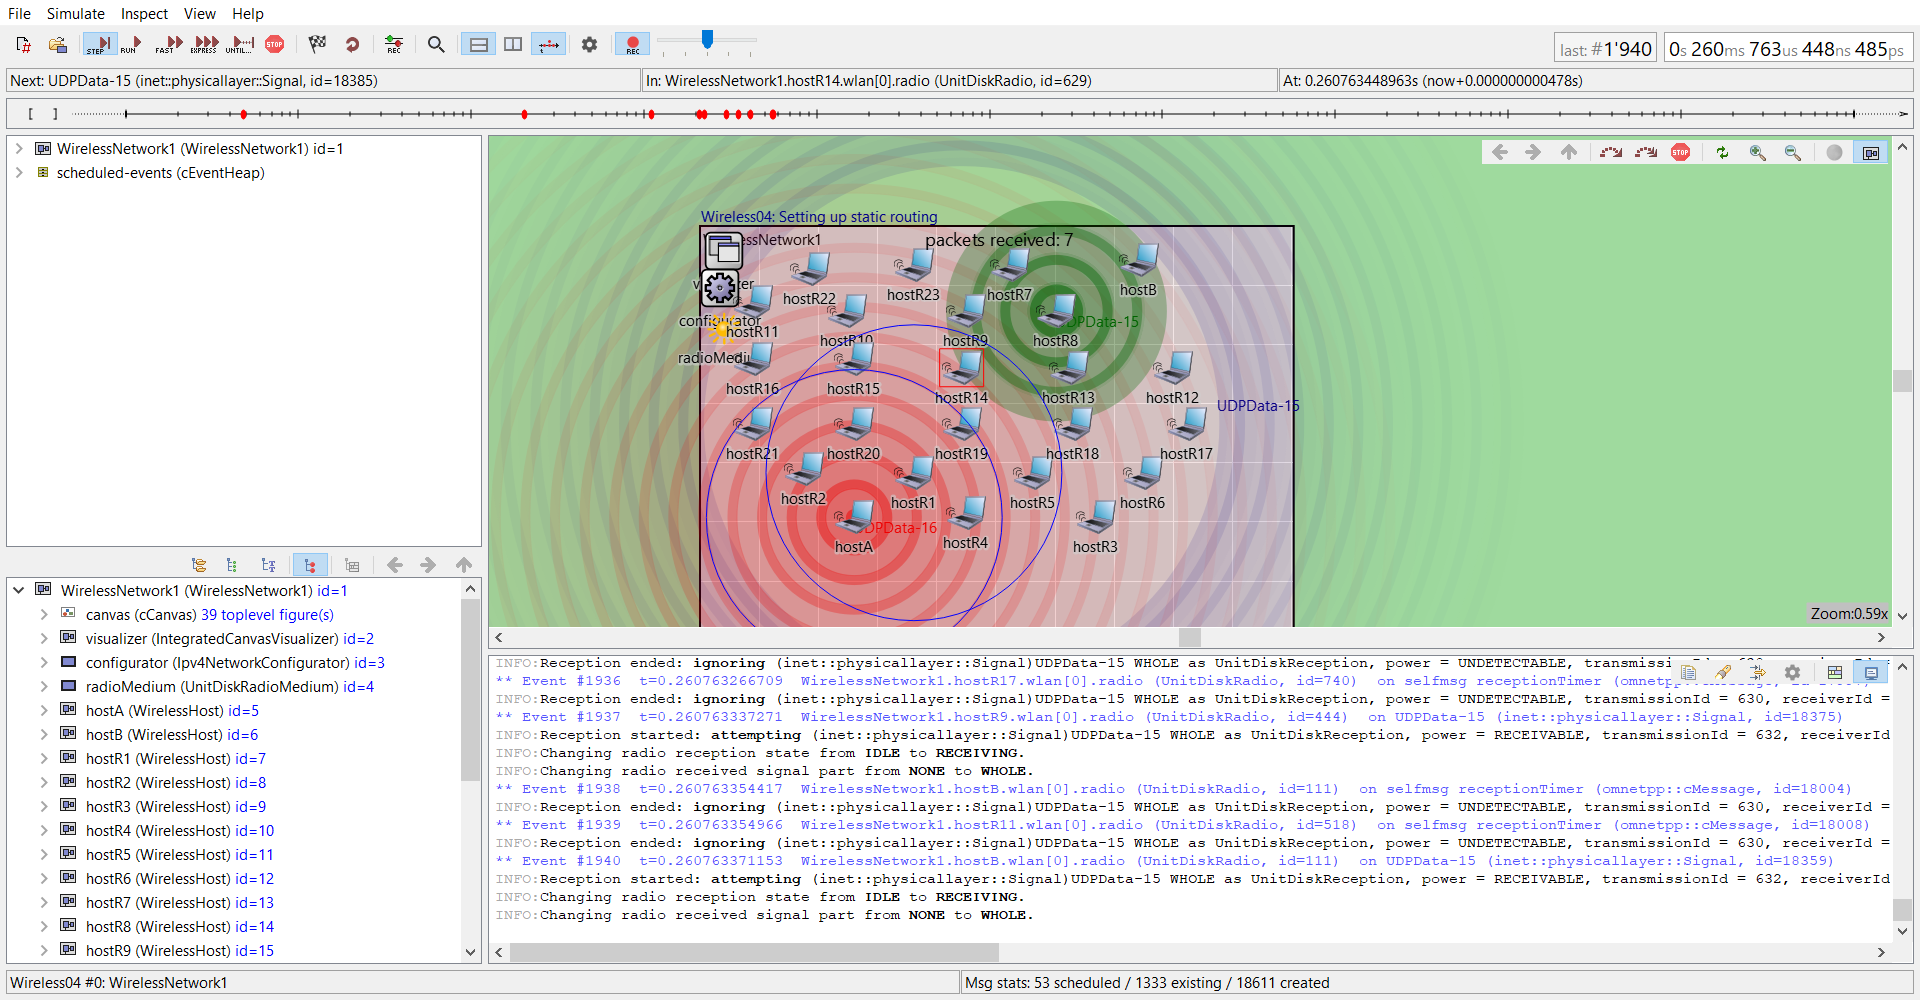 File Simulate Inspect View Help
STEP RUN FAST EXPRESS UNTIL... STOP REC REC
last: #1'940 0s 260ms 763us 448ns 485ps
Next: UDPData-15 (inet::physicallayer::Signal, id=18385) In: WirelessNetwork1.hostR14.wlan[0].radio (UnitDiskRadio, id=629) At: 0.260763448963s (now+0.000000000478s)
[ ]
WirelessNetwork1 (WirelessNetwork1) id=1
scheduled-events (cEventHeap)
WirelessNetwork1 (WirelessNetwork1) id=1
canvas (cCanvas) 39 toplevel figure(s)
visualizer (IntegratedCanvasVisualizer) id=2
configurator (Ipv4NetworkConfigurator) id=3
radioMedium (UnitDiskRadioMedium) id=4
hostA (WirelessHost) id=5
hostB (WirelessHost) id=6
hostR1 (WirelessHost) id=7
hostR2 (WirelessHost) id=8
hostR3 (WirelessHost) id=9
hostR4 (WirelessHost) id=10
hostR5 (WirelessHost) id=11
hostR6 (WirelessHost) id=12
hostR7 (WirelessHost) id=13
hostR8 (WirelessHost) id=14
hostR9 (WirelessHost) id=15
STOP
Wireless04: Setting up static routing
packets received: 7
hostR22
hostR23
hostR7
hostB
configurator
hostR11
hostR10
hostR9
hostR8
UDPData-15
hostR16
hostR15
hostR14
hostR13
hostR12
UDPData-15
hostR21
hostR20
hostR19
hostR18
hostR17
hostR2
hostR1
hostR5
hostR6
hostA
hostR4
hostR3
Zoom:0.59x
INFO:Reception ended: ignoring (inet::physicallayer::Signal)UDPData-15 WHOLE as UnitDiskReception, power = UNDETECTABLE, transmissionId = 630, receiverId =
** Event #1936 t=0.260763266709 WirelessNetwork1.hostR17.wlan[0].radio (UnitDiskRadio, id=740) on selfmsg receptionTimer (omnetpp::cMessage,
INFO:Reception ended: ignoring (inet::physicallayer::Signal)UDPData-15 WHOLE as UnitDiskReception, power = UNDETECTABLE, transmissionId = 630, receiverId =
** Event #1937 t=0.260763337271 WirelessNetwork1.hostR9.wlan[0].radio (UnitDiskRadio, id=444) on UDPData-15 (inet::physicallayer::Signal, id=18375)
INFO:Reception started: attempting (inet::physicallayer::Signal)UDPData-15 WHOLE as UnitDiskReception, power = RECEIVABLE, transmissionId = 632, receiverId
INFO:Changing radio reception state from IDLE to RECEIVING.
INFO:Changing radio received signal part from NONE to WHOLE.
** Event #1938 t=0.260763354417 WirelessNetwork1.hostB.wlan[0].radio (UnitDiskRadio, id=111) on selfmsg receptionTimer (omnetpp::cMessage, id=18004)
INFO:Reception ended: ignoring (inet::physicallayer::Signal)UDPData-15 WHOLE as UnitDiskReception, power = UNDETECTABLE, transmissionId = 630, receiverId =
** Event #1939 t=0.260763354966 WirelessNetwork1.hostR11.wlan[0].radio (UnitDiskRadio, id=518) on selfmsg receptionTimer (omnetpp::cMessage, id=18008)
INFO:Reception ended: ignoring (inet::physicallayer::Signal)UDPData-15 WHOLE as UnitDiskReception, power = UNDETECTABLE, transmissionId = 630, receiverId =
** Event #1940 t=0.260763371153 WirelessNetwork1.hostB.wlan[0].radio (UnitDiskRadio, id=111) on UDPData-15 (inet::physicallayer::Signal, id=18359)
INFO:Reception started: attempting (inet::physicallayer::Signal)UDPData-15 WHOLE as UnitDiskReception, power = RECEIVABLE, transmissionId = 632, receiverId
INFO:Changing radio reception state from IDLE to RECEIVING.
INFO:Changing radio received signal part from NONE to WHOLE.
Wireless04 #0: WirelessNetwork1 Msg stats: 53 scheduled / 1333 existing / 18611 created